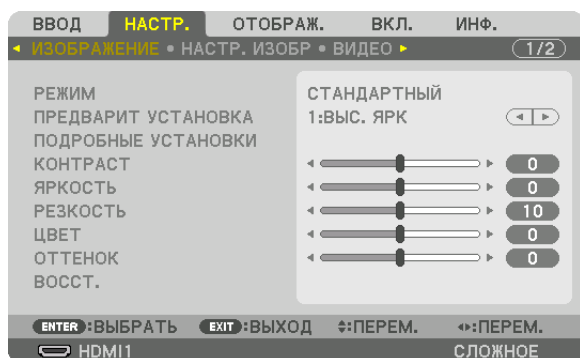 ВВОД НАСТР. ОТОБРАЖ. ВКЛ. ИНФ.
ИЗОБРАЖЕНИЕ • НАСТР. ИЗОБР • ВИДЕО 1/2
РЕЖИМ СТАНДАРТНЫЙ
ПРЕДВАРИТ УСТАНОВКА 1:ВЫС. ЯРК
ПОДРОБНЫЕ УСТАНОВКИ
КОНТРАСТ 0
ЯРКОСТЬ 0
РЕЗКОСТЬ 10
ЦВЕТ 0
ОТТЕНОК 0
ВОССТ.
ENTER:ВЫБРАТЬ EXIT:ВЫХОД :ПЕРЕМ. :ПЕРЕМ.
HDMI1 СЛОЖНОЕ